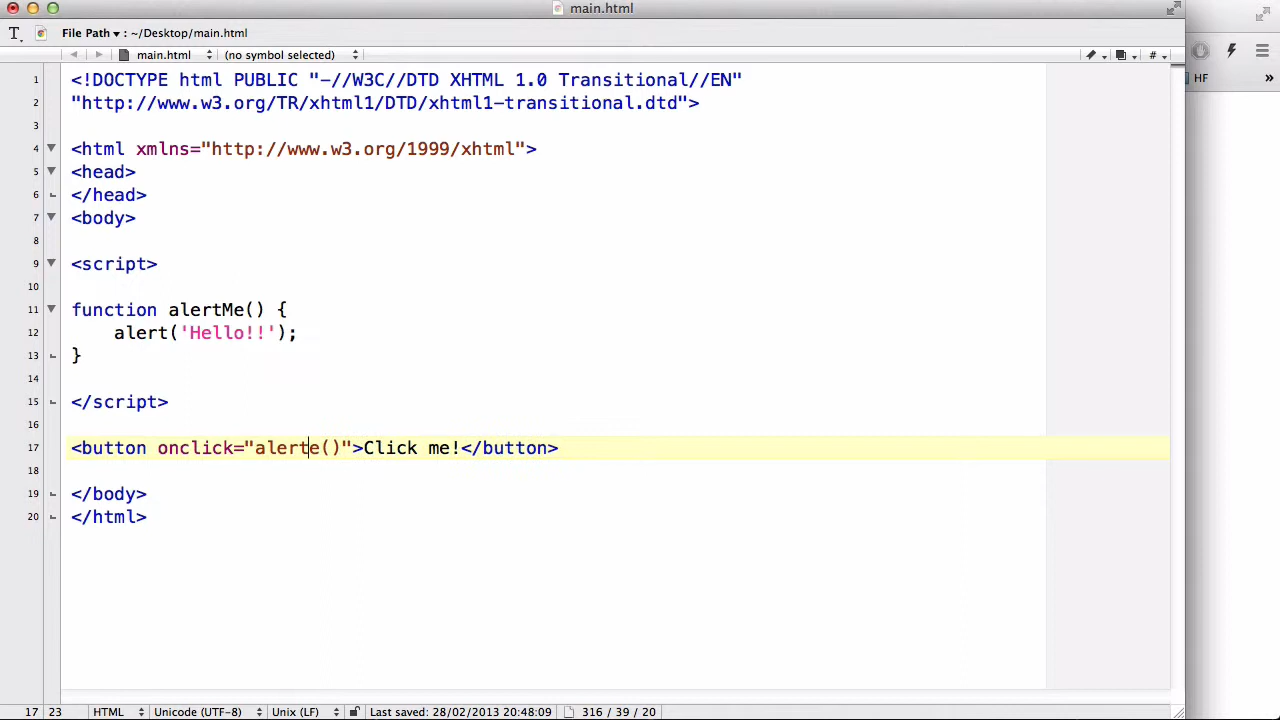 main.html
File Path : ~/Desktop/main.html
main.html (no symbol selected) #
HF »
1 <!DOCTYPE html PUBLIC "-//W3C//DTD XHTML 1.0 Transitional//EN"
2 "http://www.w3.org/TR/xhtml1/DTD/xhtml1-transitional.dtd">
3
4 <html xmlns="http://www.w3.org/1999/xhtml">
5 <head>
6 </head>
7 <body>
8
9 <script>
10
11 function alertMe() {
12 alert('Hello!!');
13 }
14
15 </script>
16
17 <button onclick="alerte()">Click me!</button>
18
19 </body>
20 </html>
17 23 HTML Unicode (UTF-8) Unix (LF) Last saved: 28/02/2013 20:48:09 316 / 39 / 20